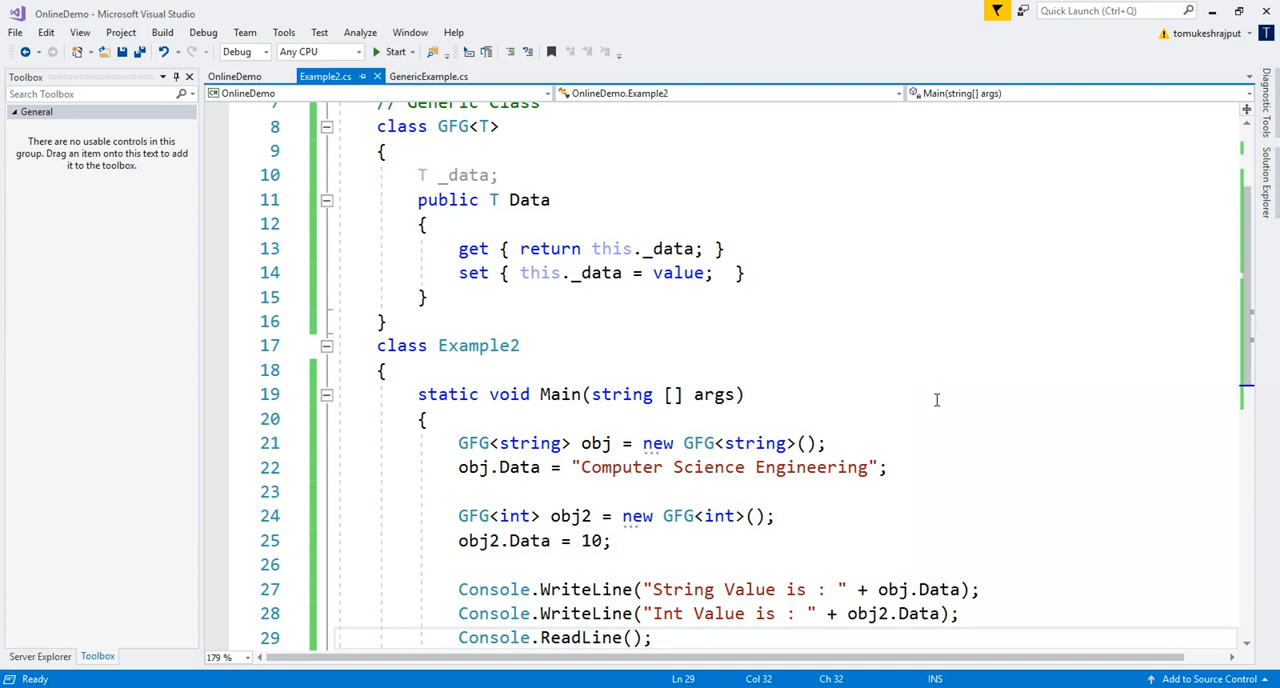 OnlineDemo - Microsoft Visual Studio
Quick Launch (Ctrl+Q)
File Edit View Project Build Debug Team Tools Test Analyze Window Help
tomukeshrajput T
Debug Any CPU Start
Toolbox
OnlineDemo Example2.cs GenericExample.cs
Search Toolbox
OnlineDemo OnlineDemo.Example2 Main(string[] args)
General
There are no usable controls in this
group. Drag an item onto this text to add
it to the toolbox.
7 // Generic Class
8 class GFG<T>
9 {
10 T _data;
11 public T Data
12 {
13 get { return this._data; }
14 set { this._data = value;  }
15 }
16 }
17 class Example2
18 {
19 static void Main(string [] args)
20 {
21 GFG<string> obj = new GFG<string>();
22 obj.Data = "Computer Science Engineering";
23
24 GFG<int> obj2 = new GFG<int>();
25 obj2.Data = 10;
26
27 Console.WriteLine("String Value is : " + obj.Data);
28 Console.WriteLine("Int Value is : " + obj2.Data);
29 Console.ReadLine();
Diagnostic Tools
Solution Explorer
Server Explorer Toolbox
179 %
Ready Ln 29 Col 32 Ch 32 INS Add to Source Control